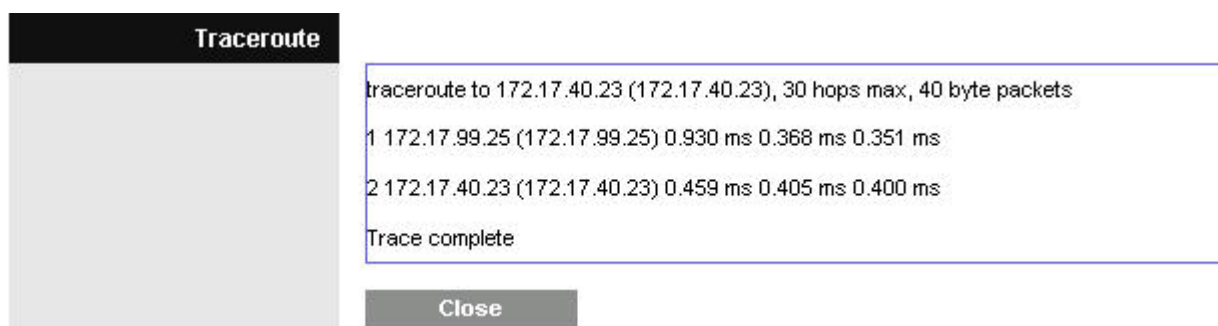 Traceroute
traceroute to 172.17.40.23 (172.17.40.23), 30 hops max, 40 byte packets
1 172.17.99.25 (172.17.99.25) 0.930 ms 0.368 ms 0.351 ms
2 172.17.40.23 (172.17.40.23) 0.459 ms 0.405 ms 0.400 ms
Trace complete
Close